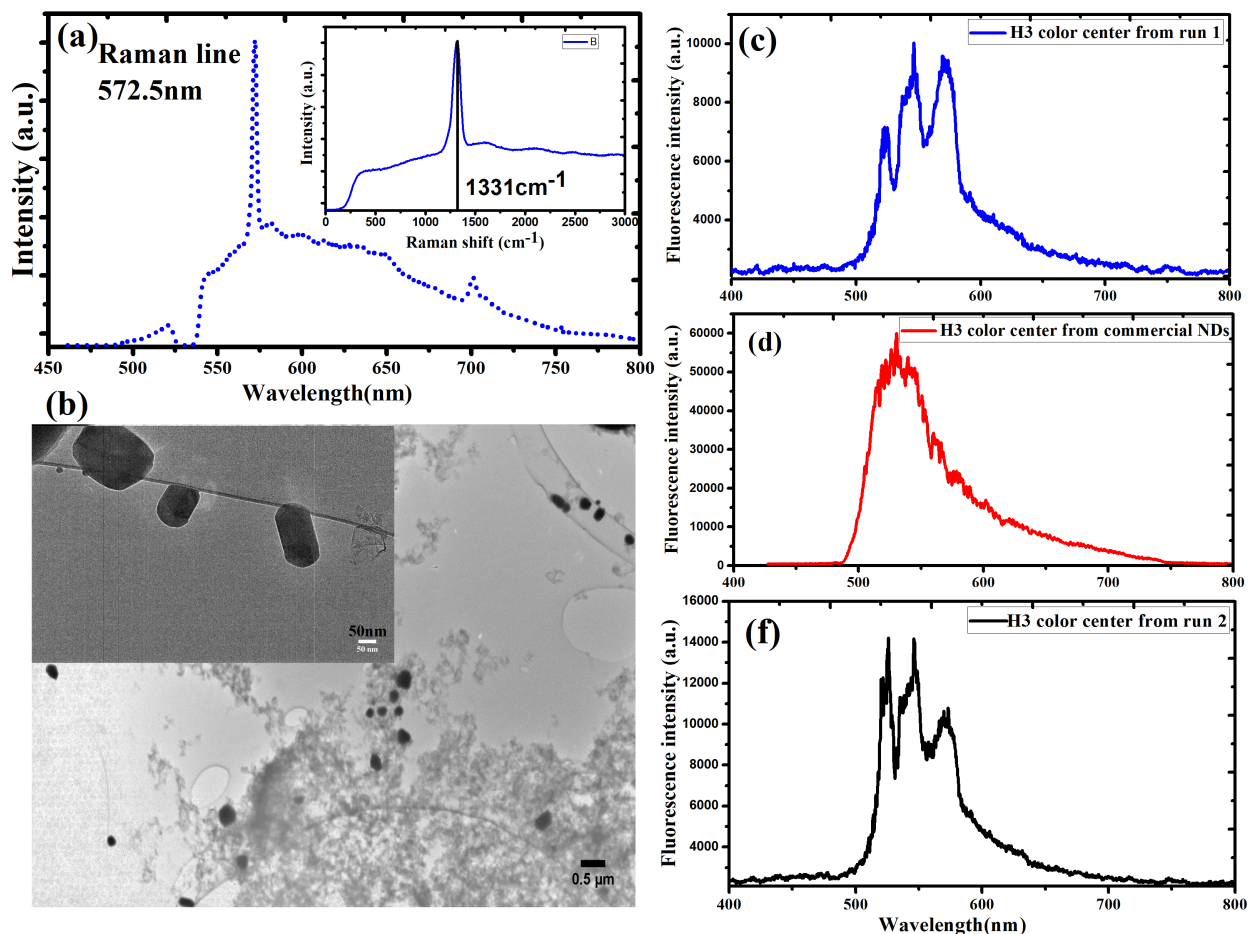 (a)
Raman line
572.5nm
Intensity (a.u.)
450 500 550 600 650 700 750 800
Wavelength(nm)
B
Intensity (a.u.)
1331cm-1
0 500 1000 1500 2000 2500 3000
Raman shift (cm-1)
(b)
50nm
50 nm
0.5 µm
(c)
H3 color center from run 1
Fluorescence intensity (a.u.)
10000
8000
6000
4000
400 500 600 700 800
(d)
H3 color center from commercial NDs
Fluorescence intensity (a.u.)
60000
50000
40000
30000
20000
10000
0
400 500 600 700 800
(f)
H3 color center from run 2
Fluorescence intensity (a.u.)
16000
14000
12000
10000
8000
6000
4000
400 500 600 700 800
Wavelength(nm)